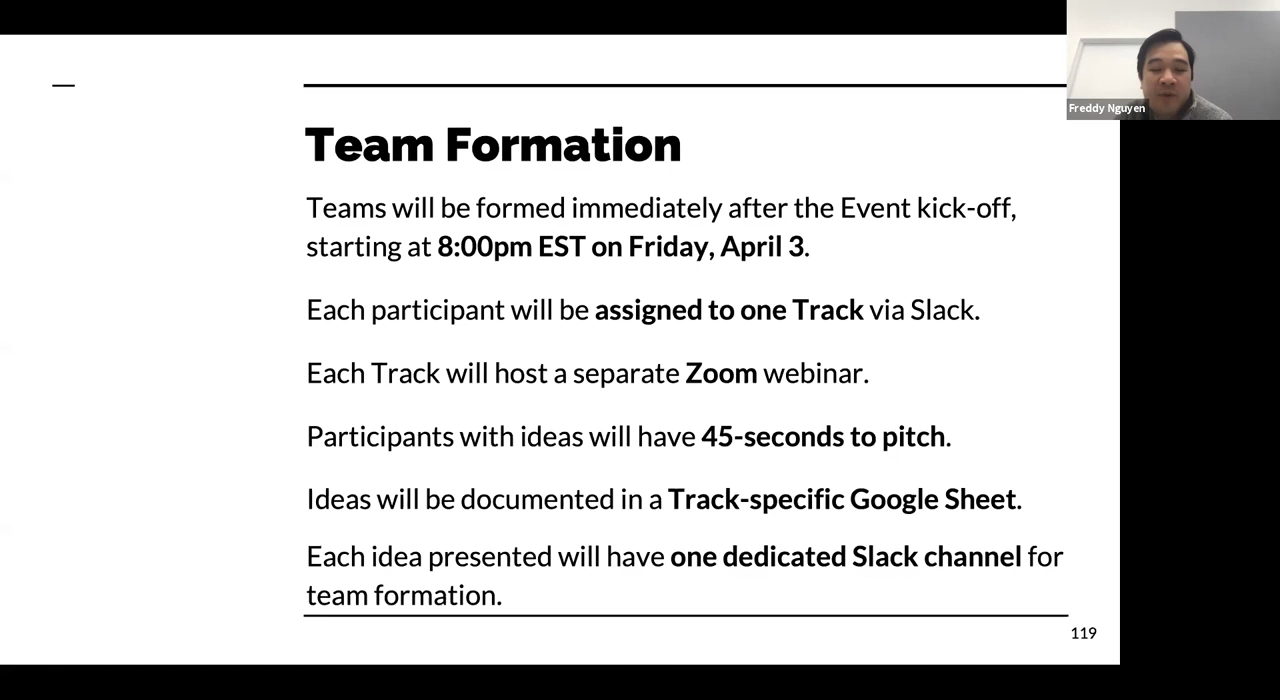 Freddy Nguyen
Team Formation
Teams will be formed immediately after the Event kick-off,
starting at 8:00pm EST on Friday, April 3.
Each participant will be assigned to one Track via Slack.
Each Track will host a separate Zoom webinar.
Participants with ideas will have 45-seconds to pitch.
Ideas will be documented in a Track-specific Google Sheet.
Each idea presented will have one dedicated Slack channel for
team formation.
119